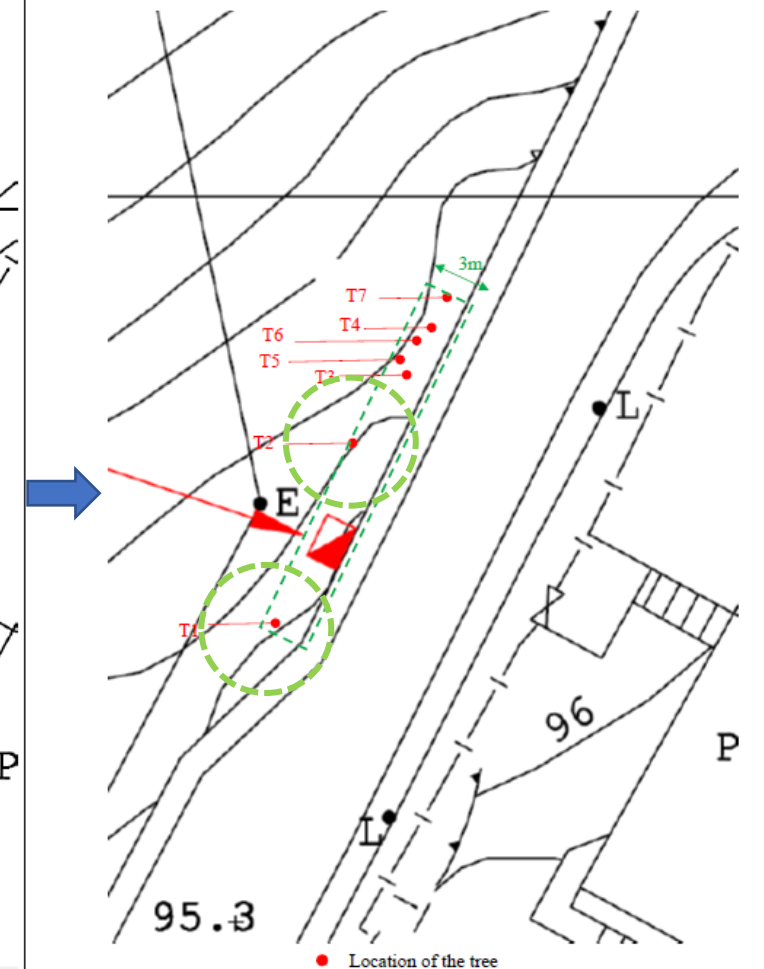 3m
T7
T4
T6
T5
T3
L
T2
E
T1
96
P
P
L
95.3
Location of the tree